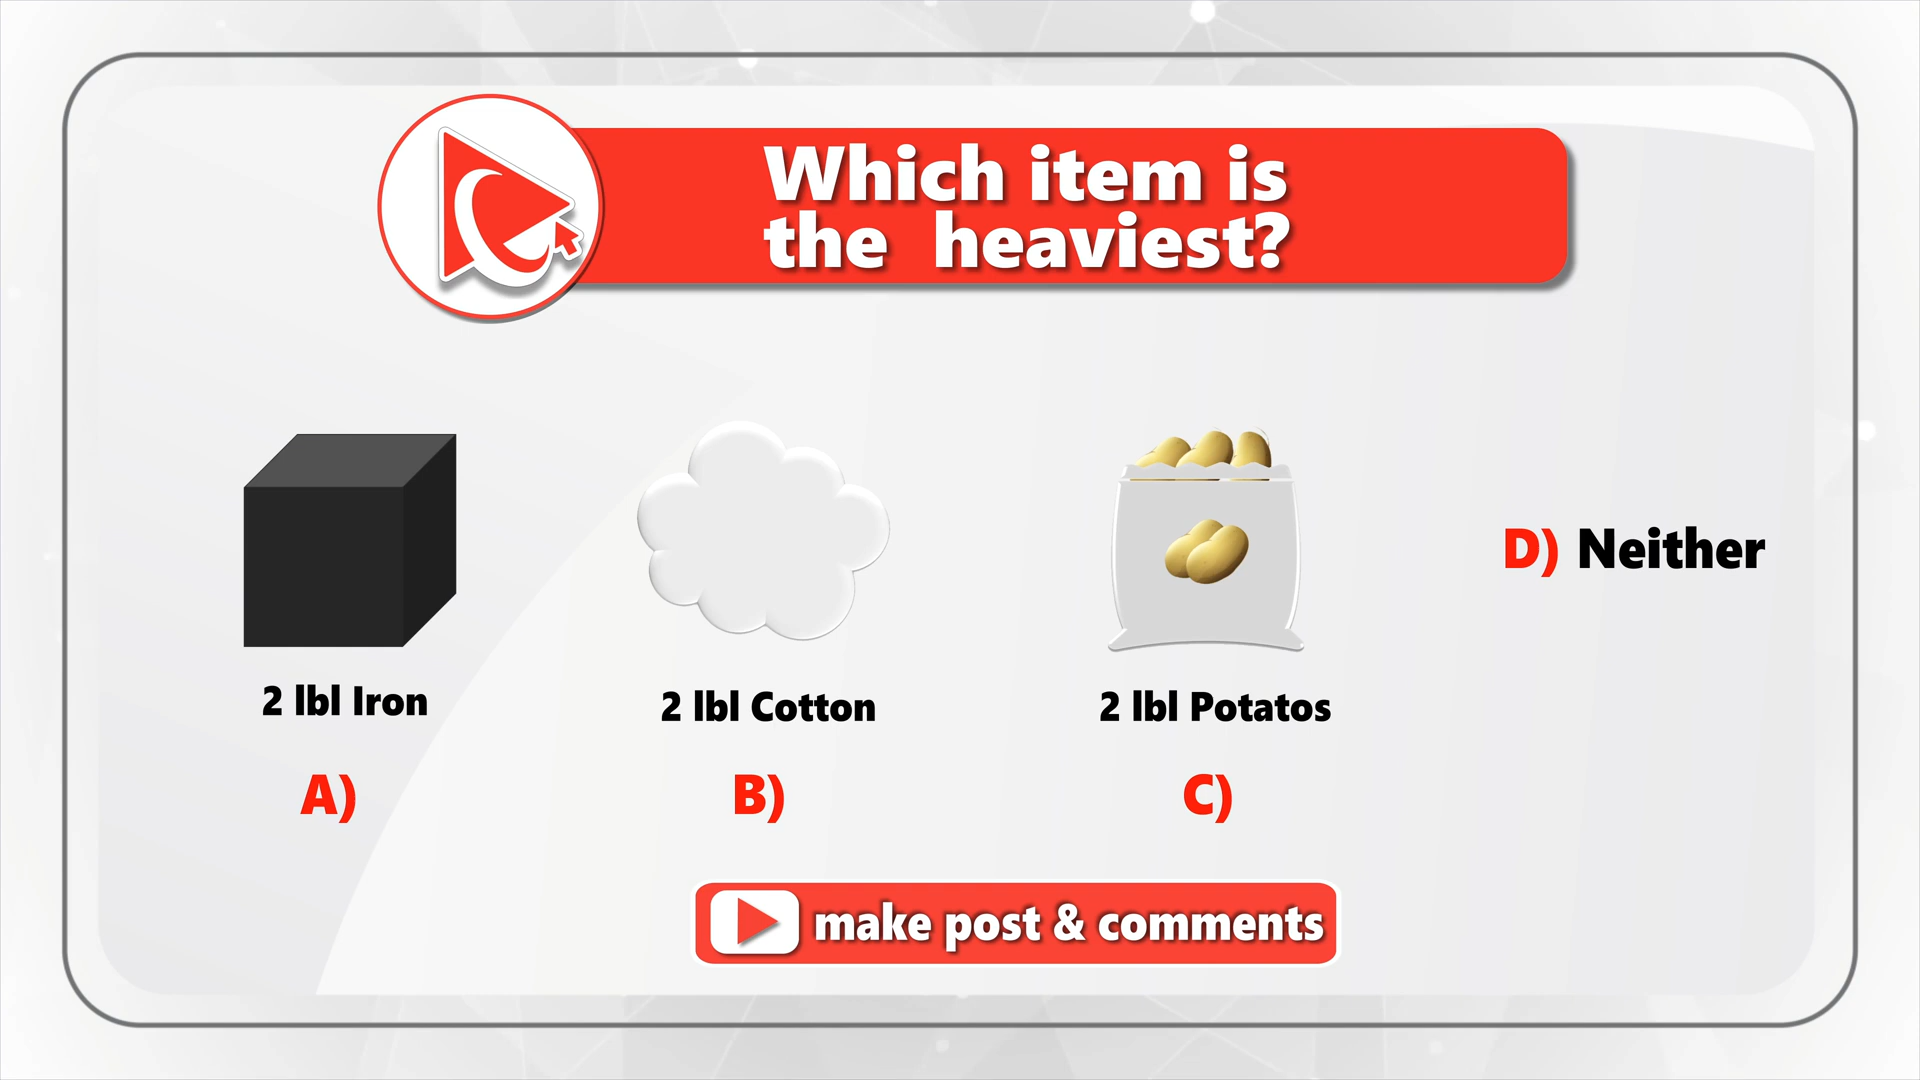 Which item is
the heaviest?
D) Neither
2 lbl Iron
2 lbl Cotton
2 lbl Potatos
A)
B)
C)
make post & comments